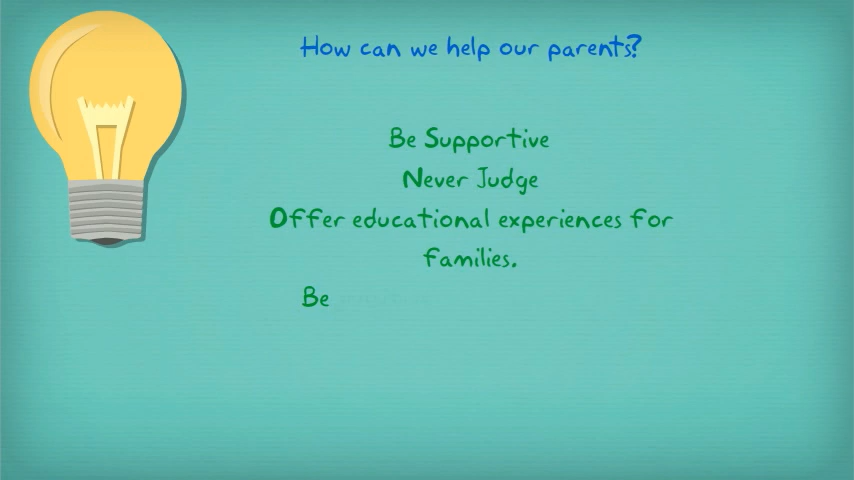 How can we help our parents?
Be Supportive
Never Judge
Offer educational experiences for
families.
Be